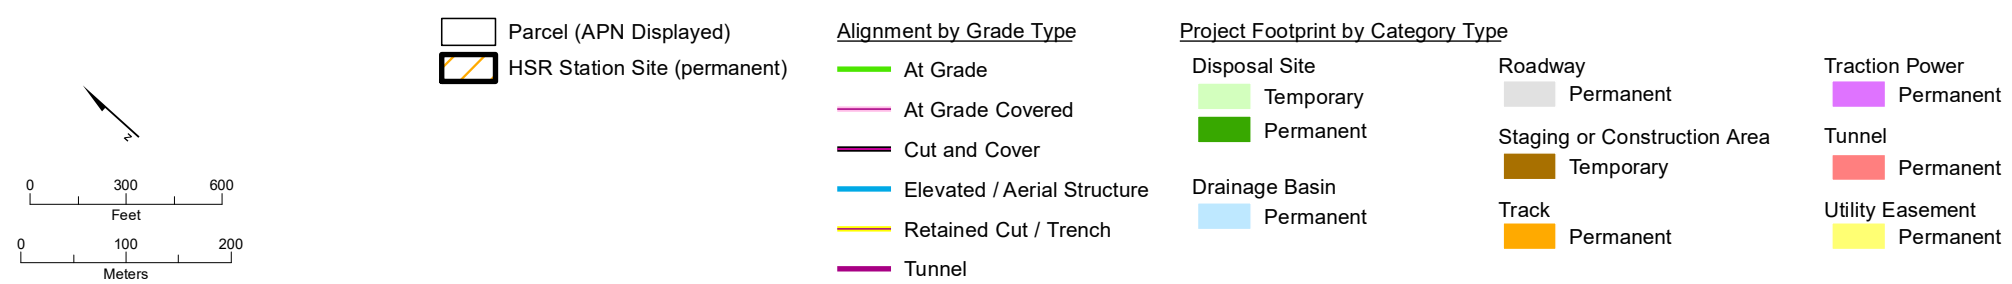 Z
0 300 600
Feet
0 100 200
Meters
Parcel (APN Displayed)
HSR Station Site (permanent)
Alignment by Grade Type
At Grade
At Grade Covered
Cut and Cover
Elevated / Aerial Structure
Retained Cut / Trench
Tunnel
Project Footprint by Category Type
Disposal Site
Temporary
Permanent
Drainage Basin
Permanent
Roadway
Permanent
Staging or Construction Area
Temporary
Track
Permanent
Traction Power
Permanent
Tunnel
Permanent
Utility Easement
Permanent